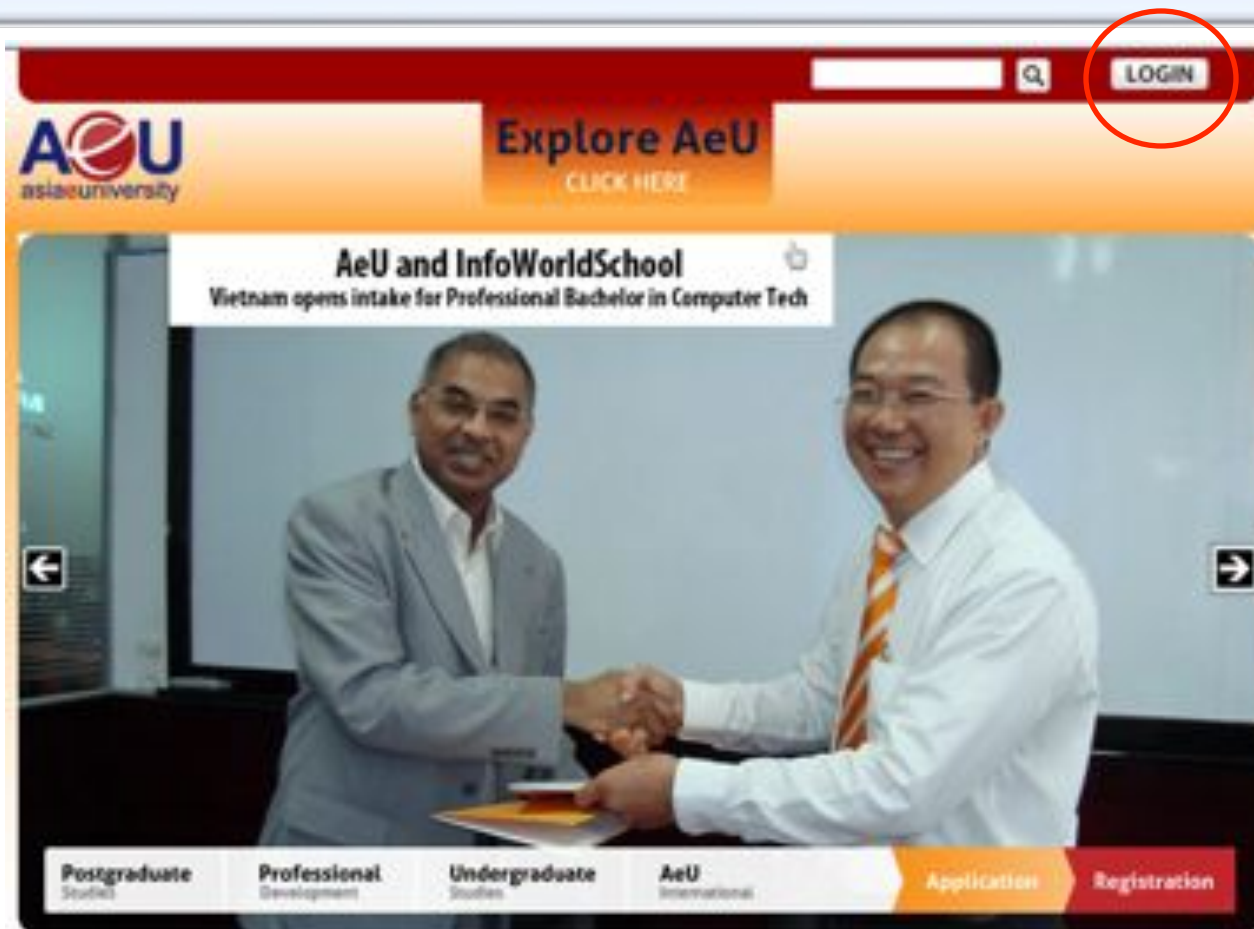 LOGIN
AeU
asiaeuniversity
Explore AeU
CLICK HERE
AeU and InfoWorldSchool
Vietnam opens intake for Professional Bachelor in Computer Tech
Postgraduate
Studies
Professional
Development
Undergraduate
Studies
AeU
International
Application
Registration